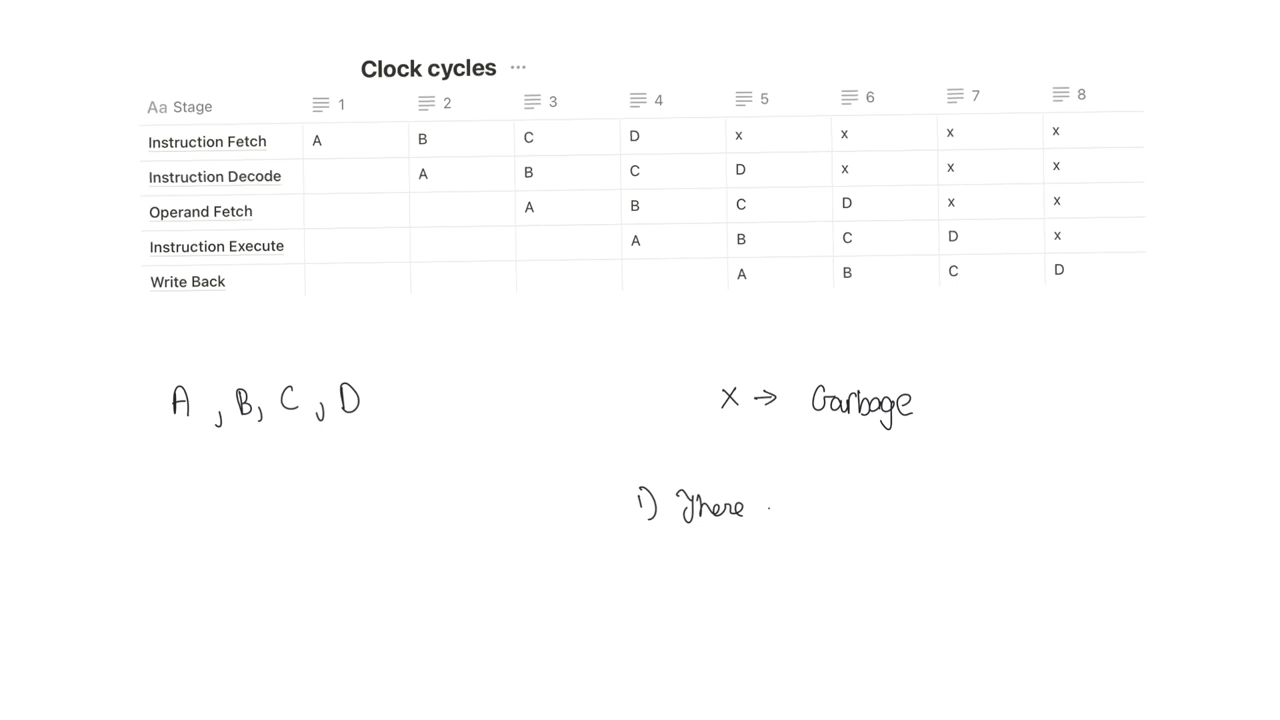 Clock cycles ...
Aa Stage 1 2 3 4 5 6 7 8
Instruction Fetch A B C D x x x x
Instruction Decode A B C D x x x
Operand Fetch A B C D x x
Instruction Execute A B C D x
Write Back A B C D
A , B, C , D
X → Garbage
i) There